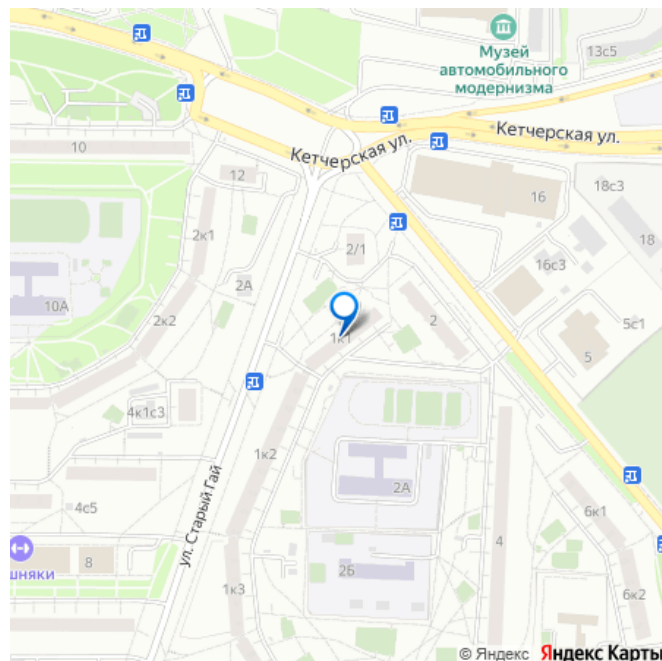 Музей
автомобильного
модернизма
13с5
Кетчерская ул.
Кетчерская ул.
10
12
16
18с3
18
2к1
2/1
16с3
2А
10А
2к2
1к1
2
5с1
5
4к1с3
1к2
ул. Старый Гай
2А
4с5
6к1
4
8
шняки
2Б
1к3
6к2
© Яндекс Яндекс Карты